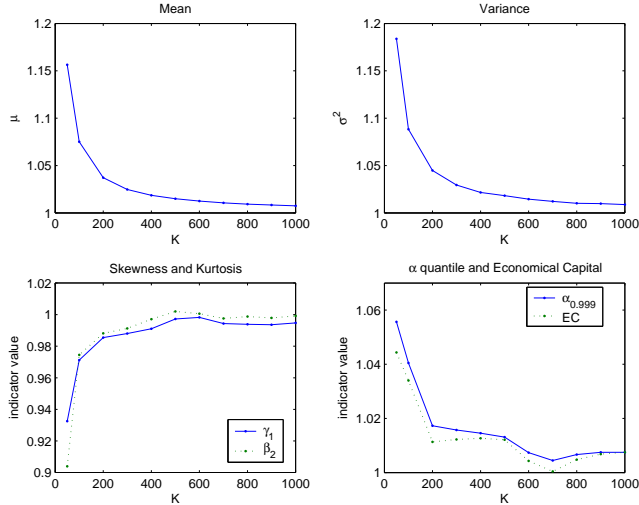 Mean
1.2
1.15
1.1
1.05
1
μ
0 200 400 600 800 1000
K
Variance
1.2
1.15
1.1
1.05
1
σ²
0 200 400 600 800 1000
K
Skewness and Kurtosis
1.02
1
0.98
0.96
0.94
0.92
0.9
indicator value
γ₁
β₂
0 200 400 600 800 1000
K
α quantile and Economical Capital
1.06
1.04
1.02
1
indicator value
α₀.₉₉₉
EC
0 200 400 600 800 1000
K